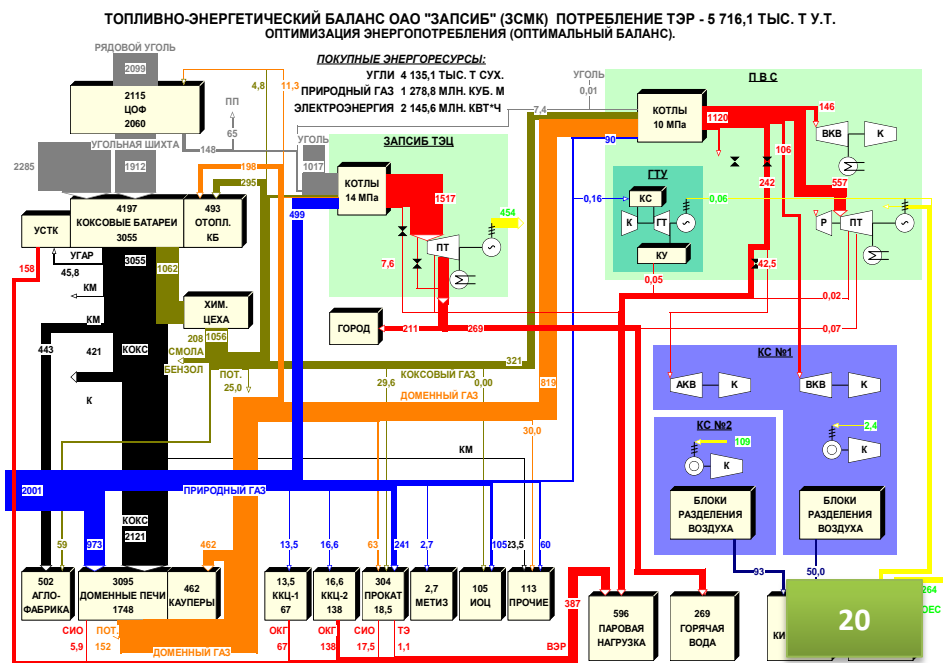 ТОПЛИВНО-ЭНЕРГЕТИЧЕСКИЙ БАЛАНС ОАО "ЗАПСИБ" (ЗСМК) ПОТРЕБЛЕНИЕ ТЭР - 5 716,1 ТЫС. Т У.Т.
ОПТИМИЗАЦИЯ ЭНЕРГОПОТРЕБЛЕНИЯ (ОПТИМАЛЬНЫЙ БАЛАНС).
РЯДОВОЙ УГОЛЬ
2099
ПОКУПНЫЕ ЭНЕРГОРЕСУРСЫ:
УГЛИ 4 135,1 ТЫС. Т СУХ.
ПРИРОДНЫЙ ГАЗ 1 278,8 МЛН. КУБ. М
ЭЛЕКТРОЭНЕРГИЯ 2 145,6 МЛН. КВТ*Ч
УГОЛЬ
0,01
П В С
4,8
11,3
2115
ЦОФ
2060
ПП
65
148
УГОЛЬНАЯ ШИХТА
2285
1912
УГОЛЬ
1017
ЗАПСИБ ТЭЦ
7,4
90
КОТЛЫ
10 МПа
1120
146
106
242
ВКВ
К
198
295
499
КОТЛЫ
14 МПа
1517
454
0,16
ГТУ
КС
К
ГТ
КУ
0,05
0,06
557
Р
ПТ
4197
КОКСОВЫЕ БАТАРЕИ
3055
493
ОТОПЛ.
КБ
УСТК
УГАР
45,8
158
3055
1062
ПТ
7,6
42,5
0,02
0,07
КМ
КМ
ХИМ.
ЦЕХА
208
1056
ГОРОД
211
269
443
421
КОКС
СМОЛА
БЕНЗОЛ
ПОТ.
25,0
К
321
КОКСОВЫЙ ГАЗ
29,6
0,00
819
ДОМЕННЫЙ ГАЗ
30,0
КС №1
АКВ
К
ВКВ
К
КС №2
109
К
2,4
К
КМ
2001
ПРИРОДНЫЙ ГАЗ
БЛОКИ
РАЗДЕЛЕНИЯ
ВОЗДУХА
БЛОКИ
РАЗДЕЛЕНИЯ
ВОЗДУХА
КОКС
2121
59
973
462
13,5
16,6
63
241
2,7
105
23,5
60
93
50,0
502
АГЛО-
ФАБРИКА
3095
ДОМЕННЫЕ ПЕЧИ
1748
462
КАУПЕРЫ
13,5
ККЦ-1
67
16,6
ККЦ-2
138
304
ПРОКАТ
18,5
2,7
МЕТИЗ
105
ИОЦ
113
ПРОЧИЕ
387
596
ПАРОВАЯ
НАГРУЗКА
269
ГОРЯЧАЯ
ВОДА
264
20
СИО
5,9
ПОТ.
152
ДОМЕННЫЙ ГАЗ
ОКГ
67
ОКГ
138
СИО
17,5
ТЭ
1,1
ВЭР